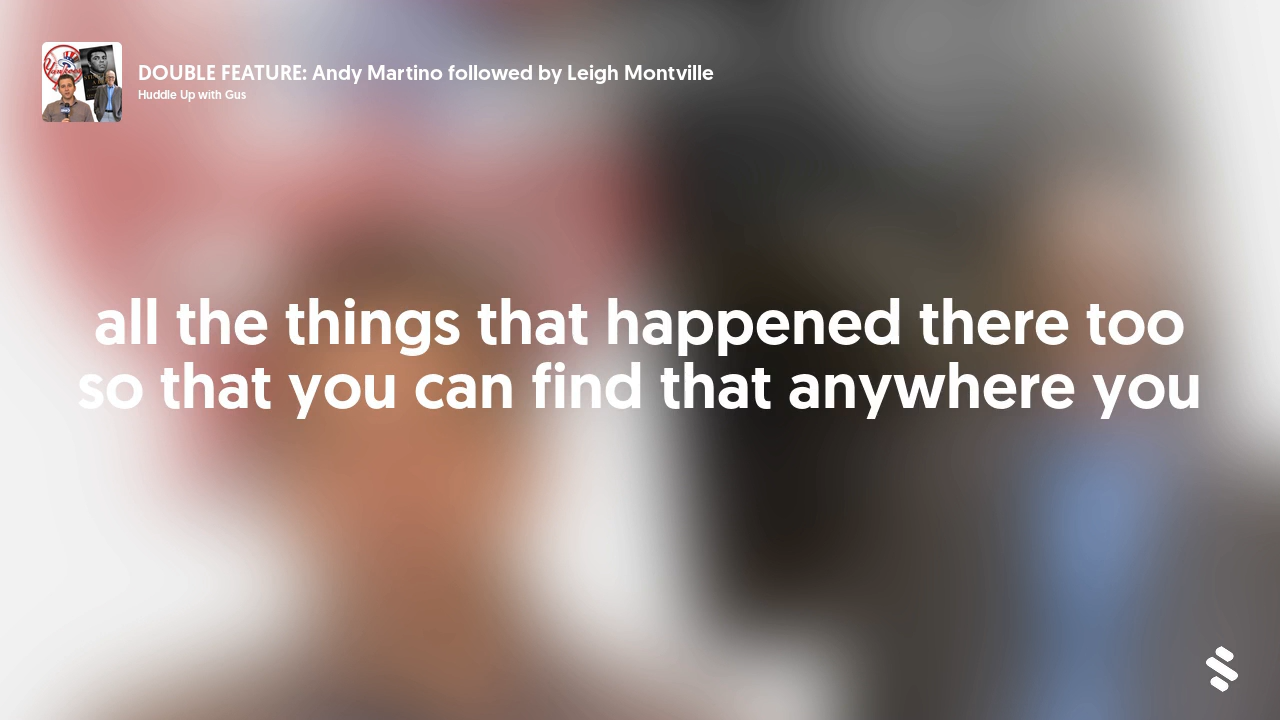 DOUBLE FEATURE: Andy Martino followed by Leigh Montville
Huddle Up with Gus
all the things that happened there too
so that you can find that anywhere you